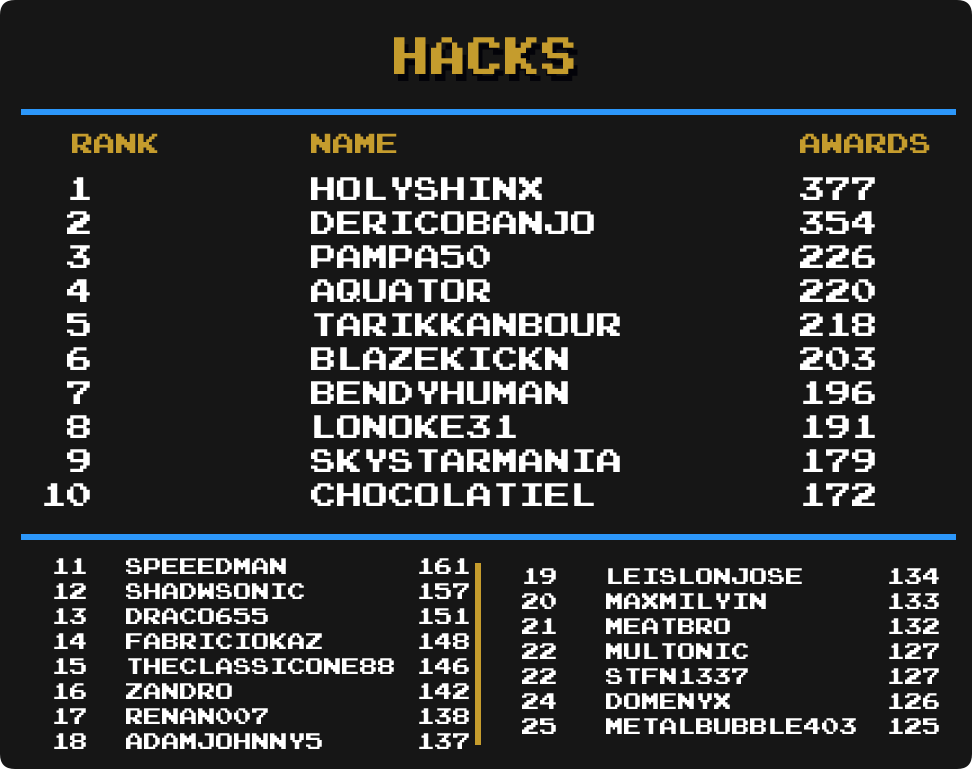 HACKS
RANK NAME AWARDS
1 HOLYSHINX 377
2 DERICOBANJO 354
3 PAMPA50 226
4 AQUATOR 220
5 TARIKKANBOUR 218
6 BLAZEKICKN 203
7 BENDYHUMAN 196
8 LONOKE31 191
9 SKYSTARMANIA 179
10 CHOCOLATIEL 172
11 SPEEEDMAN 161
12 SHADWSONIC 157
13 DRACO655 151
14 FABRICIOKAZ 148
15 THECLASSICONE88 146
16 ZANDRO 142
17 RENAN007 138
18 ADAMJOHNNY5 137
19 LEISLONJOSE 134
20 MAXMILYIN 133
21 MEATBRO 132
22 MULTONIC 127
22 STFN1337 127
24 DOMENYX 126
25 METALBUBBLE403 125